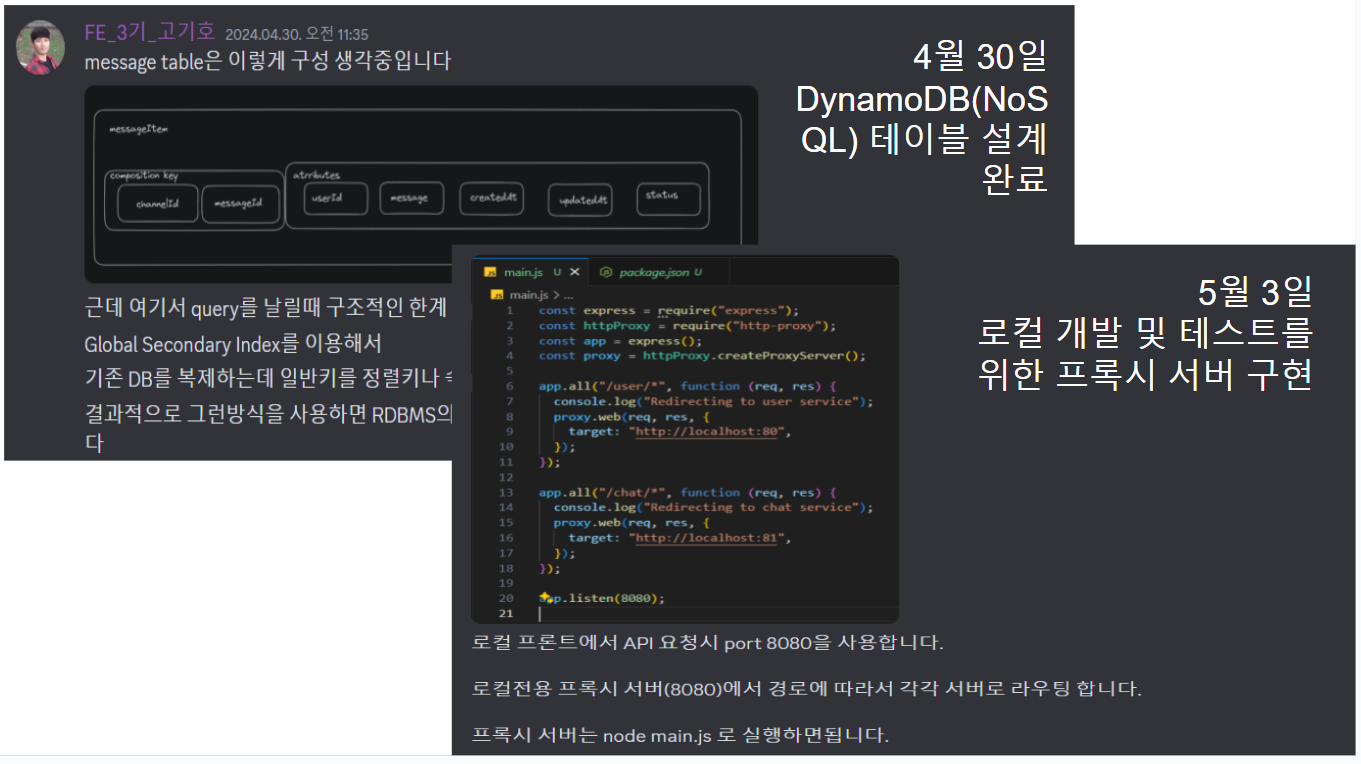 FE_3기_고기호 2024.04.30. 오전 11:35
message table은 이렇게 구성 생각중입니다
messageItem
composition key
channelId
messageId
atrributes
userId
message
createdAt
updatedAt
status
근데 여기서 query를 날릴때 구조적인 한계
Global Secondary Index를 이용해서
기존 DB를 복제하는데 일반키를 정렬키나
결과적으로 그런방식을 사용하면 RDBMS의
다
4월 30일
DynamoDB(NoS
QL) 테이블 설계
완료
main.js U ✕ package.json U
main.js > ...
1 const express = require("express");
2 const httpProxy = require("http-proxy");
3 const app = express();
4 const proxy = httpProxy.createProxyServer();
5
6 app.all("/user/*", function (req, res) {
7 console.log("Redirecting to user service");
8 proxy.web(req, res, {
9 target: "http://localhost:80",
10 });
11 });
12
13 app.all("/chat/*", function (req, res) {
14 console.log("Redirecting to chat service");
15 proxy.web(req, res, {
16 target: "http://localhost:81",
17 });
18 });
19
20 app.listen(8080);
21
로컬 프론트에서 API 요청시 port 8080을 사용합니다.
로컬전용 프록시 서버(8080)에서 경로에 따라서 각각 서버로 라우팅 합니다.
프록시 서버는 node main.js 로 실행하면됩니다.
5월 3일
로컬 개발 및 테스트를
위한 프록시 서버 구현